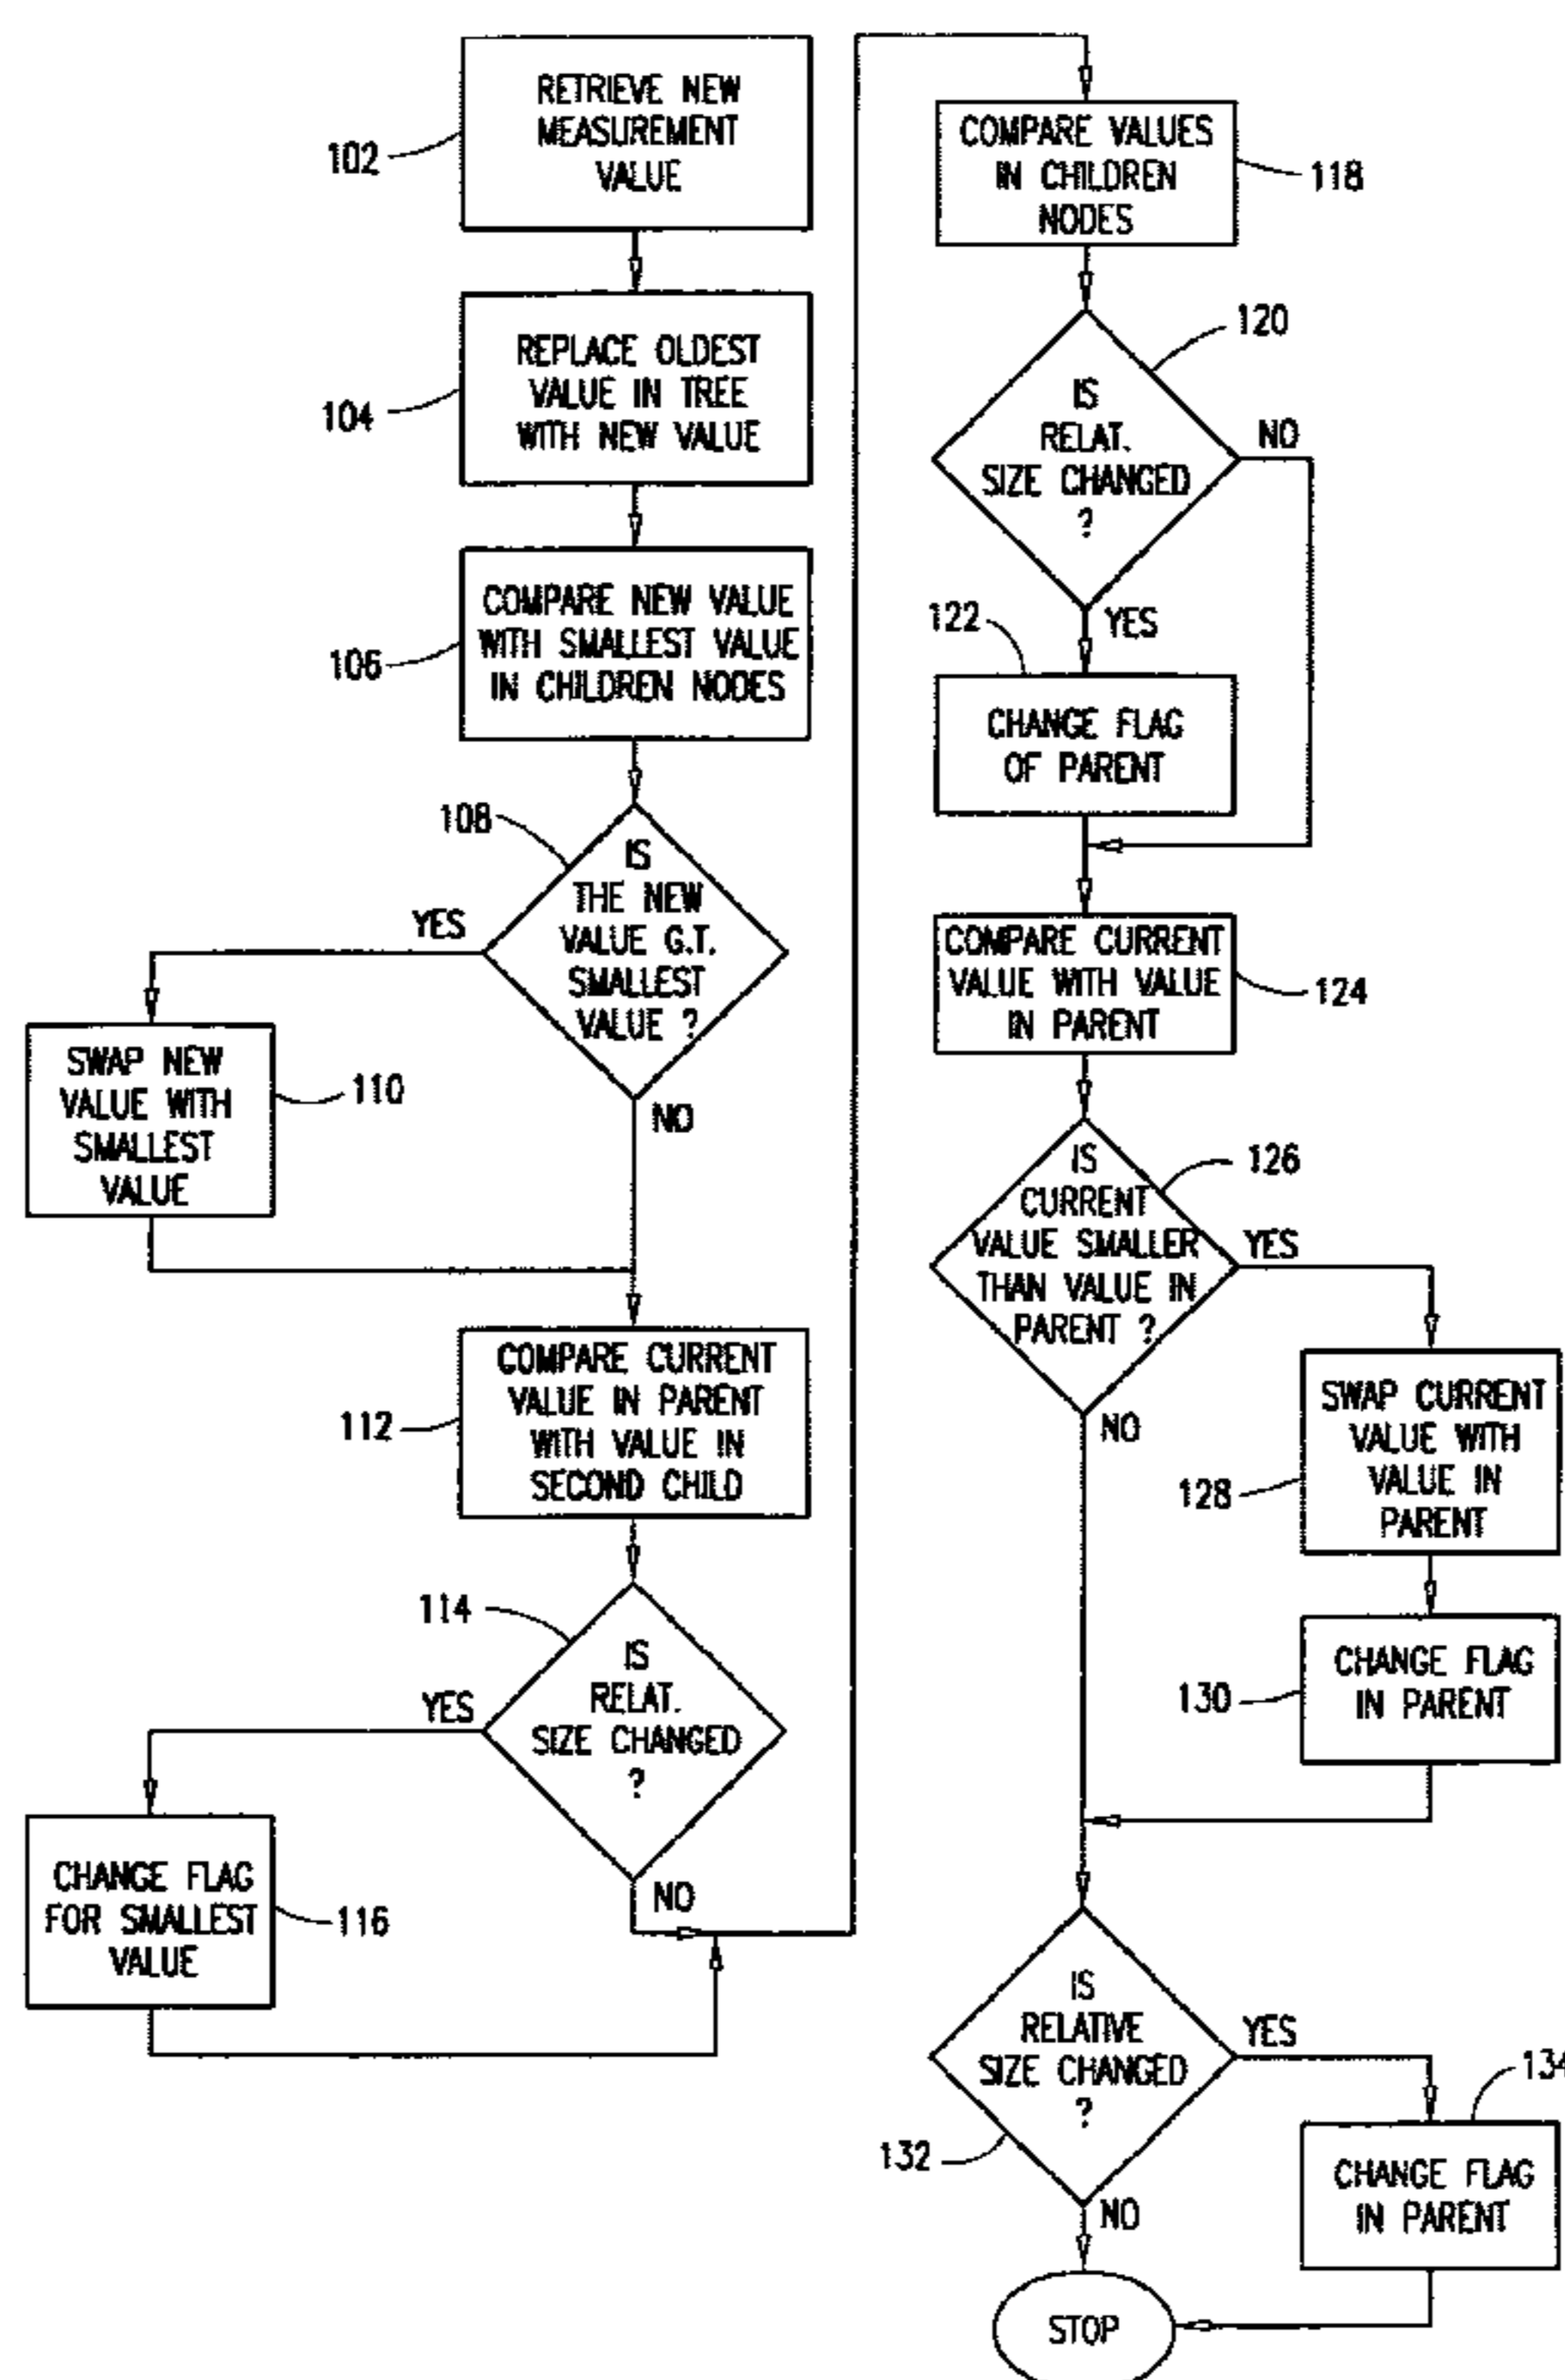 RETRIEVE NEW
MEASUREMENT
VALUE
102
REPLACE OLDEST
VALUE IN TREE
WITH NEW VALUE
104
COMPARE NEW VALUE
WITH SMALLEST VALUE
IN CHILDREN NODES
106
108
IS
THE NEW
VALUE G.T.
SMALLEST
VALUE ?
YES
NO
SWAP NEW
VALUE WITH
SMALLEST
VALUE
110
COMPARE CURRENT
VALUE IN PARENT
WITH VALUE IN
SECOND CHILD
112
114
IS
RELAT.
SIZE CHANGED
?
YES
NO
CHANGE FLAG
FOR SMALLEST
VALUE
116
COMPARE VALUES
IN CHILDREN
NODES
118
120
IS
RELAT.
SIZE CHANGED
?
NO
YES
122
CHANGE FLAG
OF PARENT
COMPARE CURRENT
VALUE WITH VALUE
IN PARENT
124
126
IS
CURRENT
VALUE SMALLER
THAN VALUE IN
PARENT ?
YES
NO
SWAP CURRENT
VALUE WITH
VALUE IN
PARENT
128
CHANGE FLAG
IN PARENT
130
IS
RELATIVE
SIZE CHANGED
?
YES
NO
132
134
CHANGE FLAG
IN PARENT
STOP